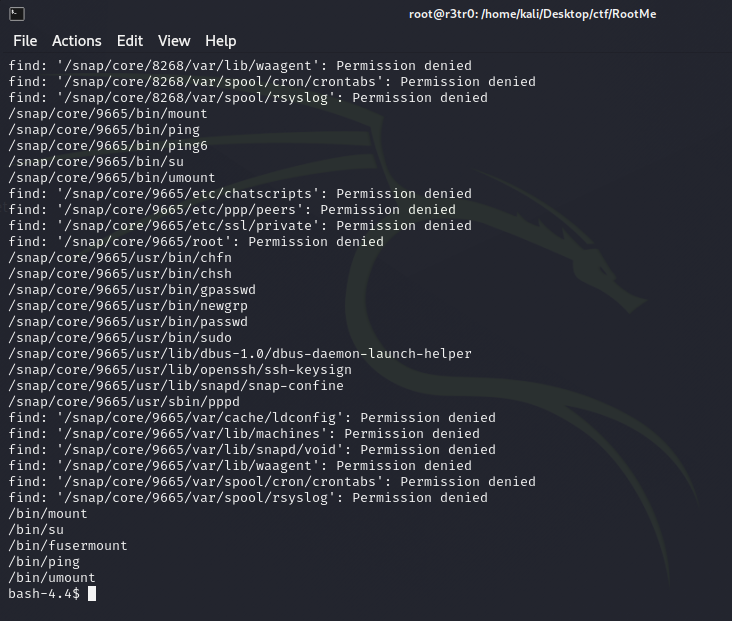 root@r3tr0: /home/kali/Desktop/ctf/RootMe
File Actions Edit View Help
find: '/snap/core/8268/var/lib/waagent': Permission denied
find: '/snap/core/8268/var/spool/cron/crontabs': Permission denied
find: '/snap/core/8268/var/spool/rsyslog': Permission denied
/snap/core/9665/bin/mount
/snap/core/9665/bin/ping
/snap/core/9665/bin/ping6
/snap/core/9665/bin/su
/snap/core/9665/bin/umount
find: '/snap/core/9665/etc/chatscripts': Permission denied
find: '/snap/core/9665/etc/ppp/peers': Permission denied
find: '/snap/core/9665/etc/ssl/private': Permission denied
find: '/snap/core/9665/root': Permission denied
/snap/core/9665/usr/bin/chfn
/snap/core/9665/usr/bin/chsh
/snap/core/9665/usr/bin/gpasswd
/snap/core/9665/usr/bin/newgrp
/snap/core/9665/usr/bin/passwd
/snap/core/9665/usr/bin/sudo
/snap/core/9665/usr/lib/dbus-1.0/dbus-daemon-launch-helper
/snap/core/9665/usr/lib/openssh/ssh-keysign
/snap/core/9665/usr/lib/snapd/snap-confine
/snap/core/9665/usr/sbin/pppd
find: '/snap/core/9665/var/cache/ldconfig': Permission denied
find: '/snap/core/9665/var/lib/machines': Permission denied
find: '/snap/core/9665/var/lib/snapd/void': Permission denied
find: '/snap/core/9665/var/lib/waagent': Permission denied
find: '/snap/core/9665/var/spool/cron/crontabs': Permission denied
find: '/snap/core/9665/var/spool/rsyslog': Permission denied
/bin/mount
/bin/su
/bin/fusermount
/bin/ping
/bin/umount
bash-4.4$